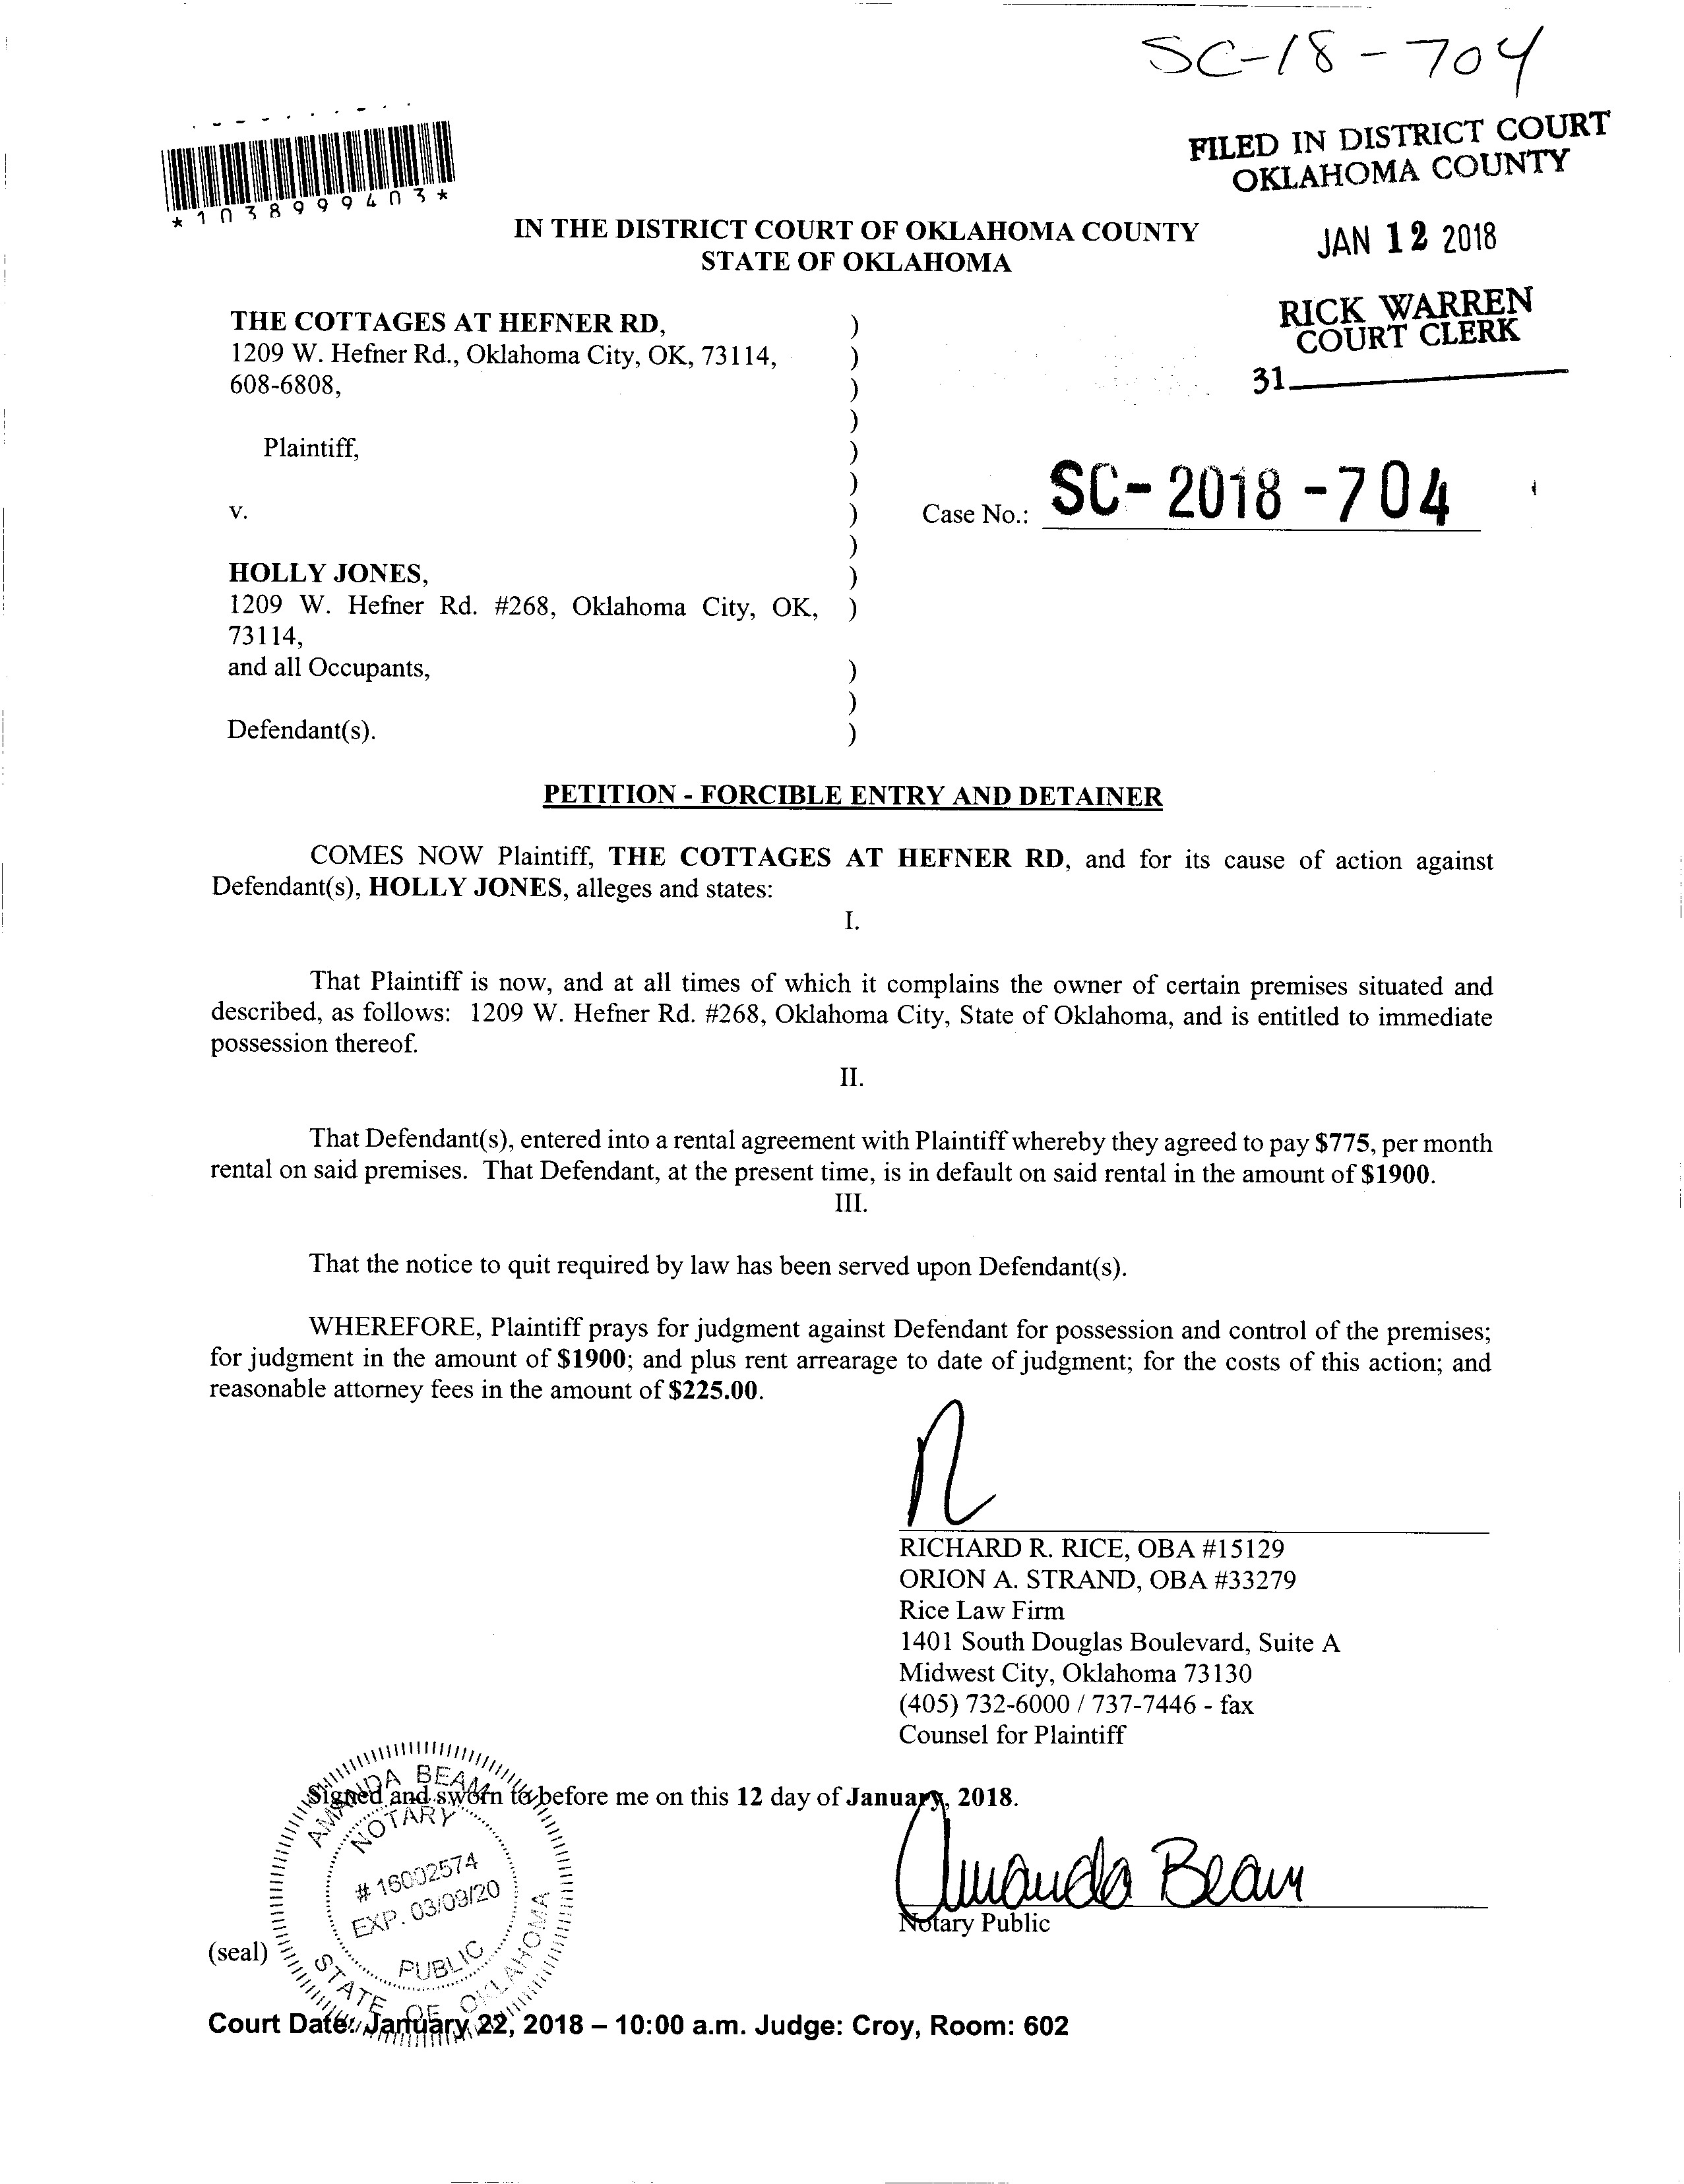 SC-18-704
FILED IN DISTRICT COURT
OKLAHOMA COUNTY
*1038999403*
JAN 12 2018
RICK WARREN
COURT CLERK
31
IN THE DISTRICT COURT OF OKLAHOMA COUNTY
STATE OF OKLAHOMA
THE COTTAGES AT HEFNER RD, )
1209 W. Hefner Rd., Oklahoma City, OK, 73114, )
608-6808, )
)
Plaintiff, )
)
v. )
Case No.: SC-2018-704
)
HOLLY JONES, )
1209 W. Hefner Rd. #268, Oklahoma City, OK, )
73114,
and all Occupants, )
)
Defendant(s). )
PETITION - FORCIBLE ENTRY AND DETAINER
COMES NOW Plaintiff, THE COTTAGES AT HEFNER RD, and for its cause of action against
Defendant(s), HOLLY JONES, alleges and states:
I.
That Plaintiff is now, and at all times of which it complains the owner of certain premises situated and
described, as follows: 1209 W. Hefner Rd. #268, Oklahoma City, State of Oklahoma, and is entitled to immediate
possession thereof.
II.
That Defendant(s), entered into a rental agreement with Plaintiff whereby they agreed to pay $775, per month
rental on said premises. That Defendant, at the present time, is in default on said rental in the amount of $1900.
III.
That the notice to quit required by law has been served upon Defendant(s).
WHEREFORE, Plaintiff prays for judgment against Defendant for possession and control of the premises;
for judgment in the amount of $1900; and plus rent arrearage to date of judgment; for the costs of this action; and
reasonable attorney fees in the amount of $225.00.
RICHARD R. RICE, OBA #15129
ORION A. STRAND, OBA #33279
Rice Law Firm
1401 South Douglas Boulevard, Suite A
Midwest City, Oklahoma 73130
(405) 732-6000 / 737-7446 - fax
Counsel for Plaintiff
Signed and sworn to before me on this 12 day of January, 2018.
AMANDA BEAM
NOTARY
# 16002574
EXP. 03/09/20
PUBLIC
STATE OF OKLAHOMA
Amanda Beam
Notary Public
(seal)
Court Date: January 22, 2018 – 10:00 a.m. Judge: Croy, Room: 602